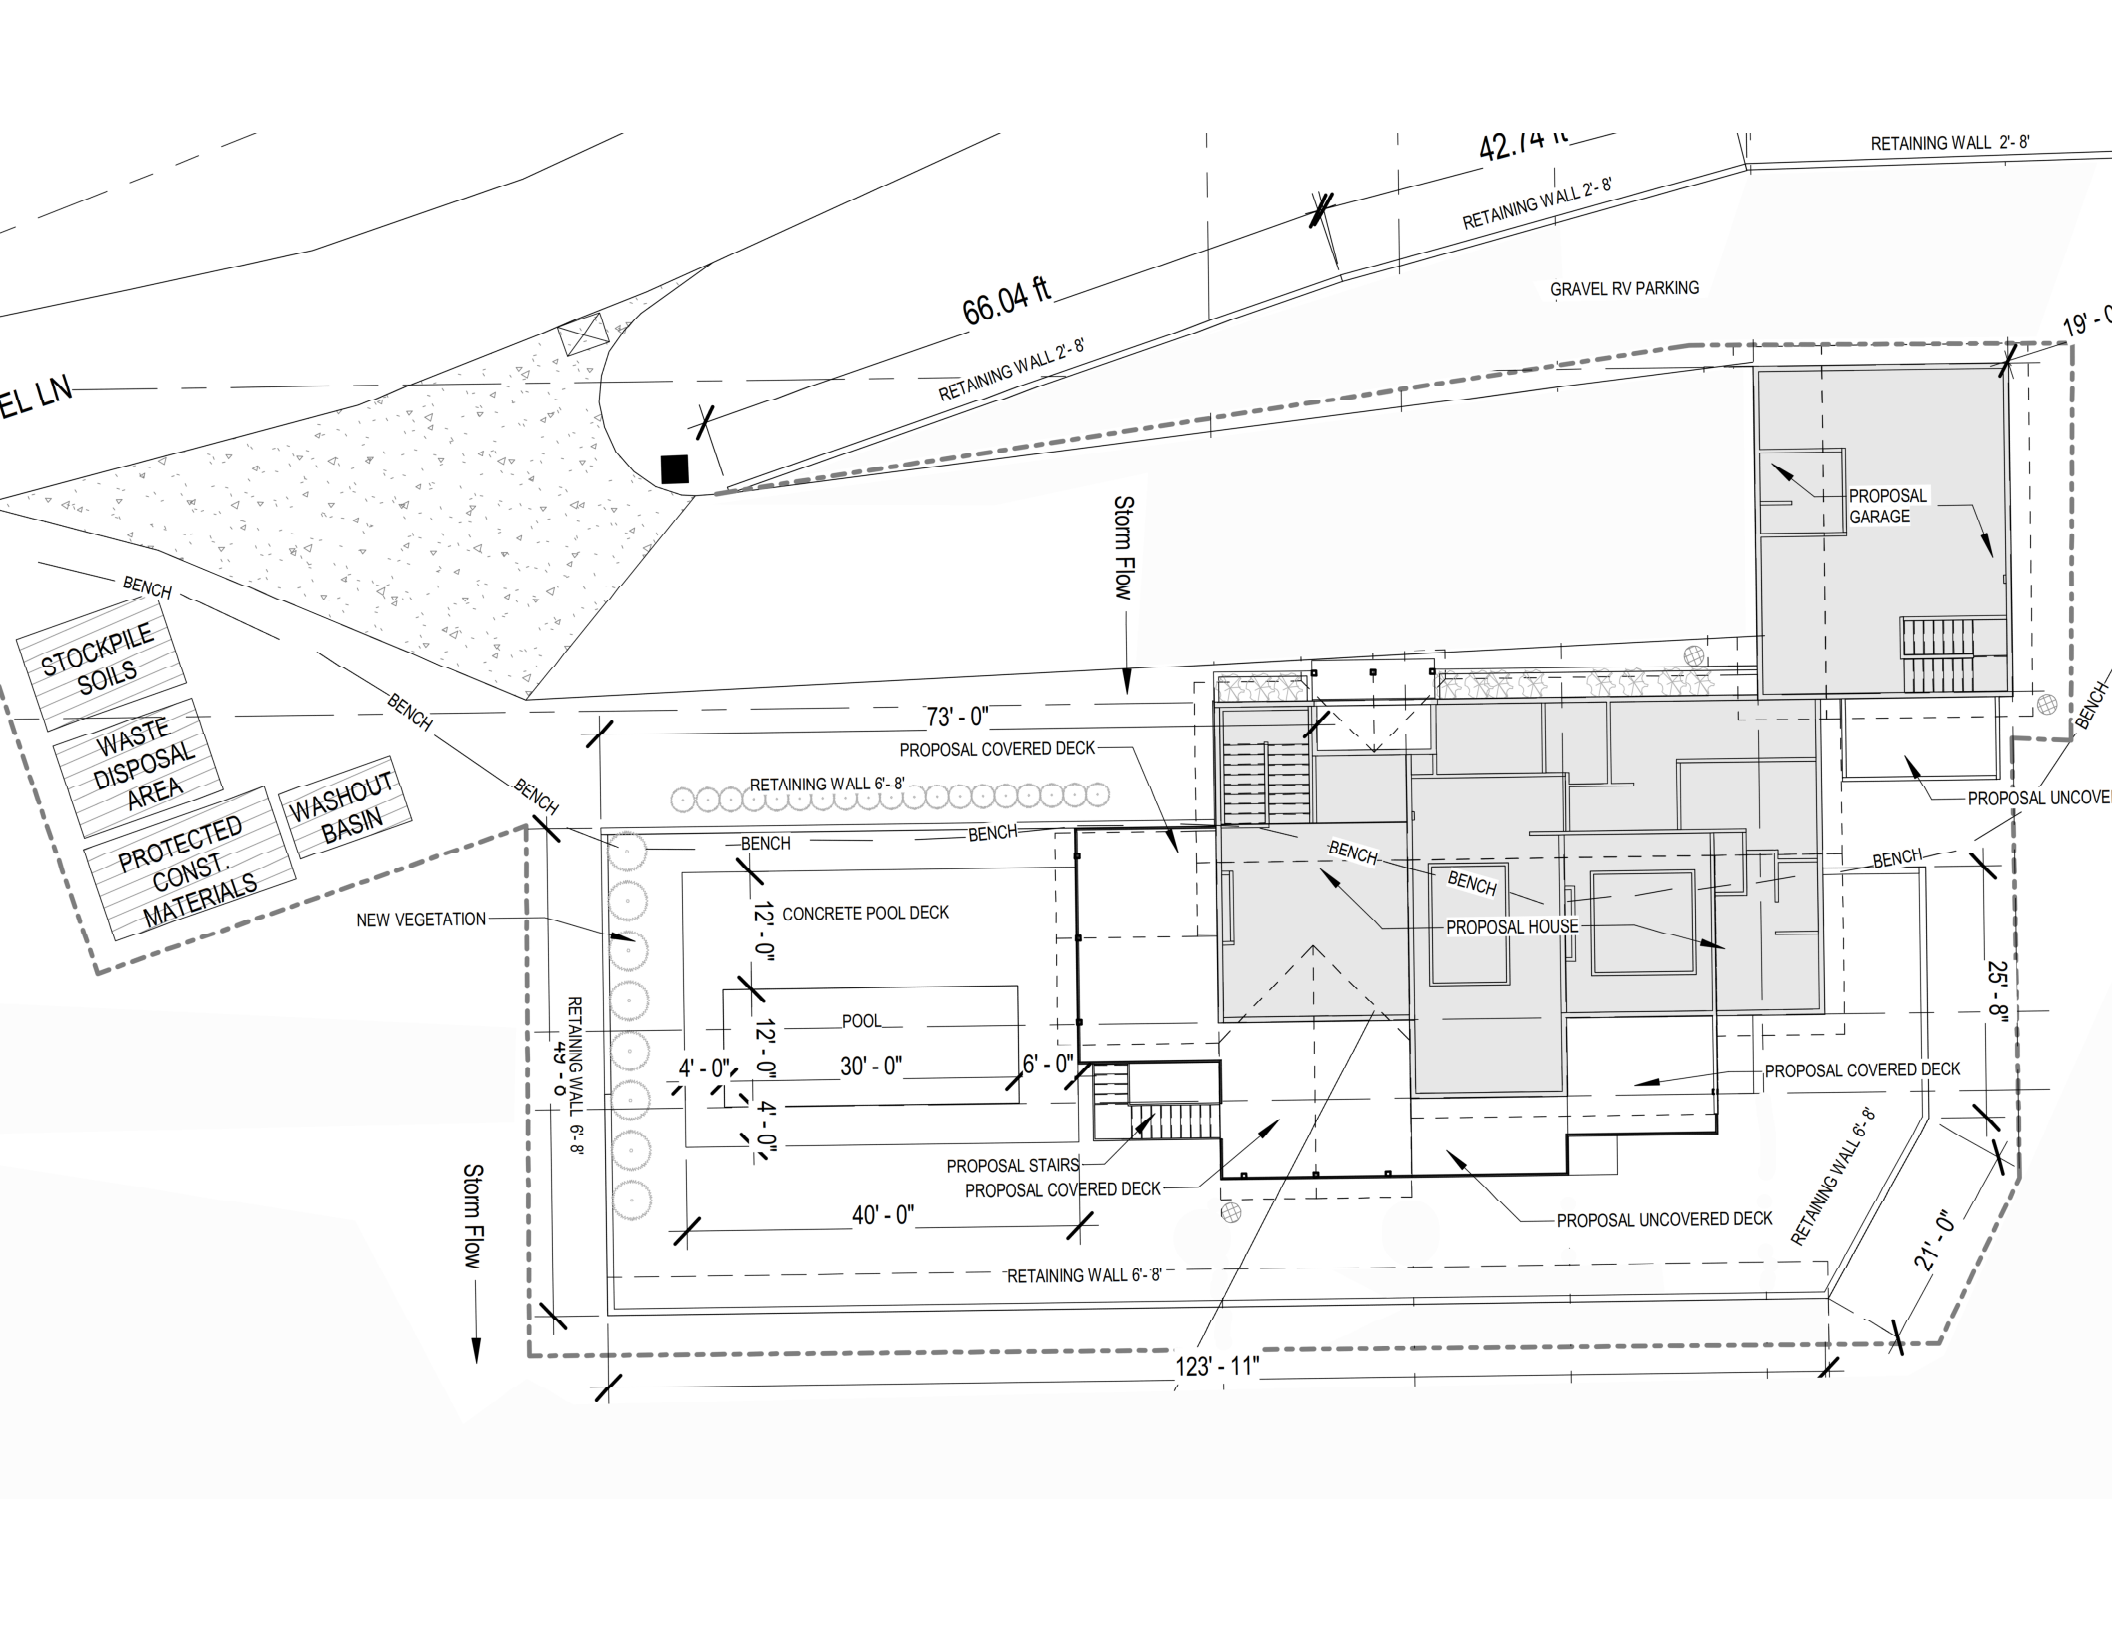 42.74 ft
RETAINING WALL 2'- 8'
RETAINING WALL 2'- 8'
66.04 ft
GRAVEL RV PARKING
19' - 0
RETAINING WALL 2'- 8'
EL LN
PROPOSAL
GARAGE
Storm Flow
BENCH
STOCKPILE
SOILS
BENCH
BENCH
73' - 0"
PROPOSAL COVERED DECK
WASTE
DISPOSAL
AREA
RETAINING WALL 6'- 8'
WASHOUT
BASIN
BENCH
PROPOSAL UNCOVE
PROTECTED
CONST.
MATERIALS
BENCH
BENCH
BENCH
BENCH
BENCH
NEW VEGETATION
12' - 0"
CONCRETE POOL DECK
PROPOSAL HOUSE
25' - 8"
RETAINING WALL 6'- 8'
POOL
12' - 0"
4' - 0"
30' - 0"
6' - 0"
PROPOSAL COVERED DECK
4' - 0"
PROPOSAL STAIRS
PROPOSAL COVERED DECK
RETAINING WALL 6'- 8'
Storm Flow
40' - 0"
PROPOSAL UNCOVERED DECK
21' - 0"
RETAINING WALL 6'- 8'
123' - 11"